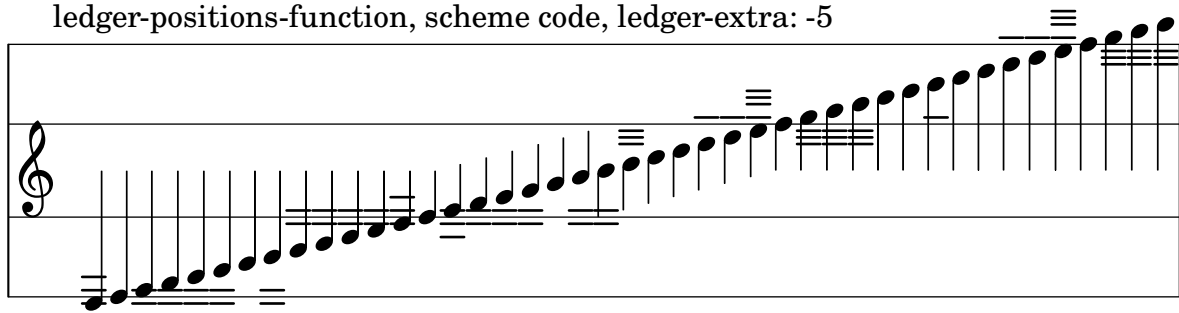 ledger-positions-function, scheme code, ledger-extra: -5